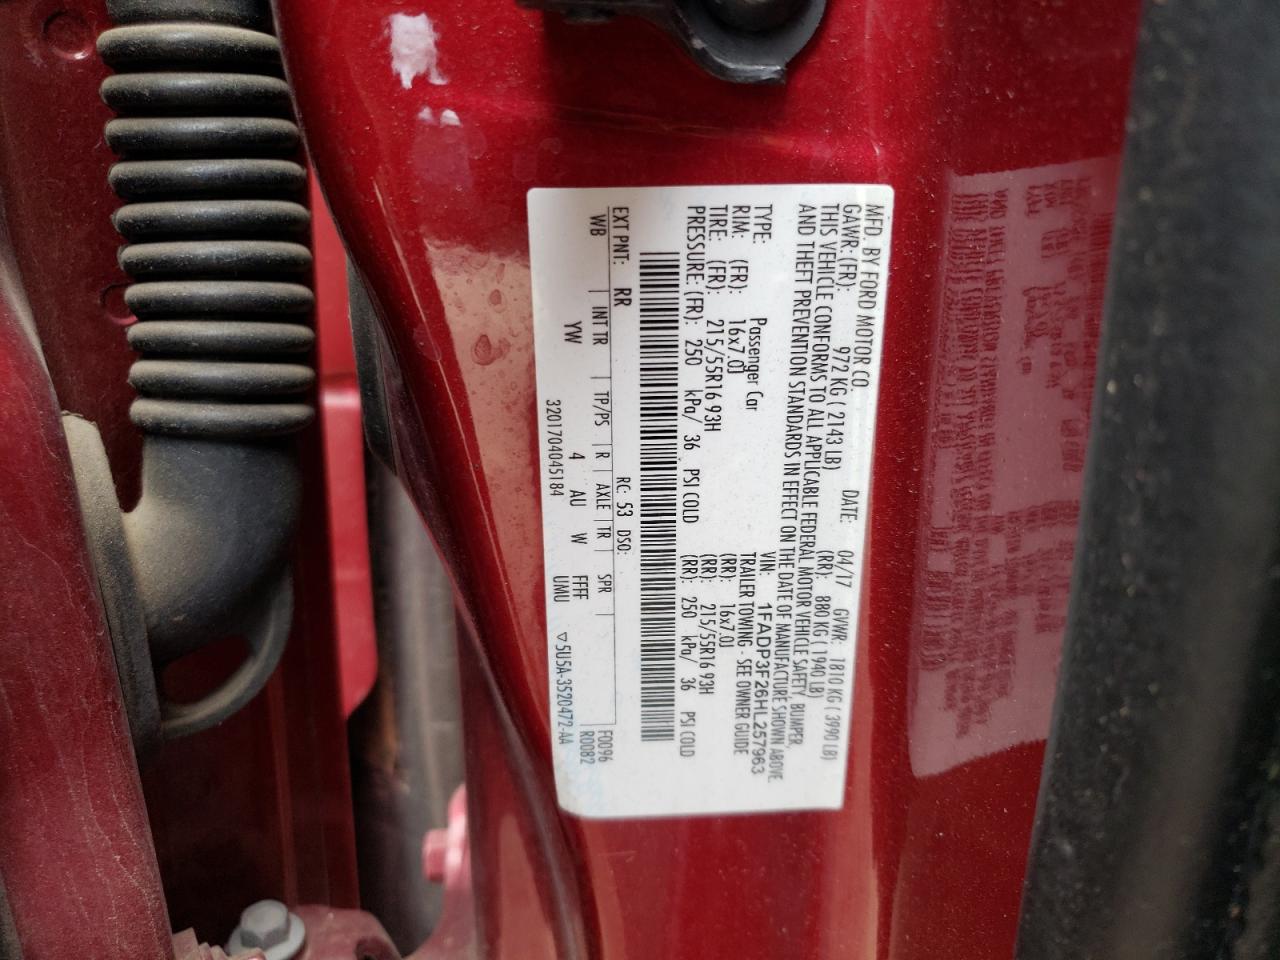 MFD. BY FORD MOTOR CO.
DATE: 04/17 GVWR: 1810 KG ( 3990 LB)
GAWR: (FR): 972 KG ( 2143 LB) (RR): 880 KG ( 1940 LB)
THIS VEHICLE CONFORMS TO ALL APPLICABLE FEDERAL MOTOR VEHICLE SAFETY, BUMPER,
AND THEFT PREVENTION STANDARDS IN EFFECT ON THE DATE OF MANUFACTURE SHOWN ABOVE.
VIN: 1FADP3F26HL257963
TYPE: Passenger Car TRAILER TOWING - SEE OWNER GUIDE
RIM: (FR): 16x7.0J (RR): 16x7.0J
TIRE: (FR): 215/55R16 93H (RR): 215/55R16 93H
PRESSURE: (FR): 250 kPa/ 36 PSI COLD (RR): 250 kPa/ 36 PSI COLD
EXT PNT: RR RC: 53 DSO: F0096
WB INT TR TP/PS R AXLE TR SPR R0082
YW 4 AU W FFFF
3201704045184 UMU ▽5U5A-3520472-AA